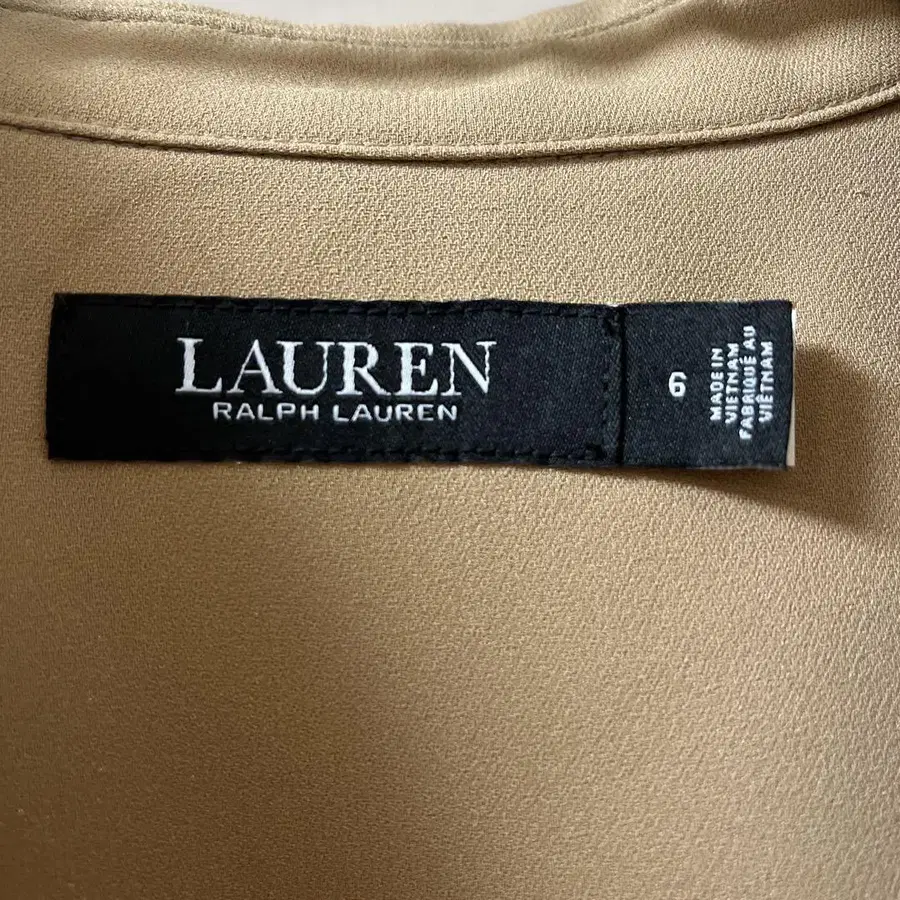 LAUREN
RALPH LAUREN
6
MADE IN
VIETNAM
FABRIQUÉ AU
VIÊTNAM